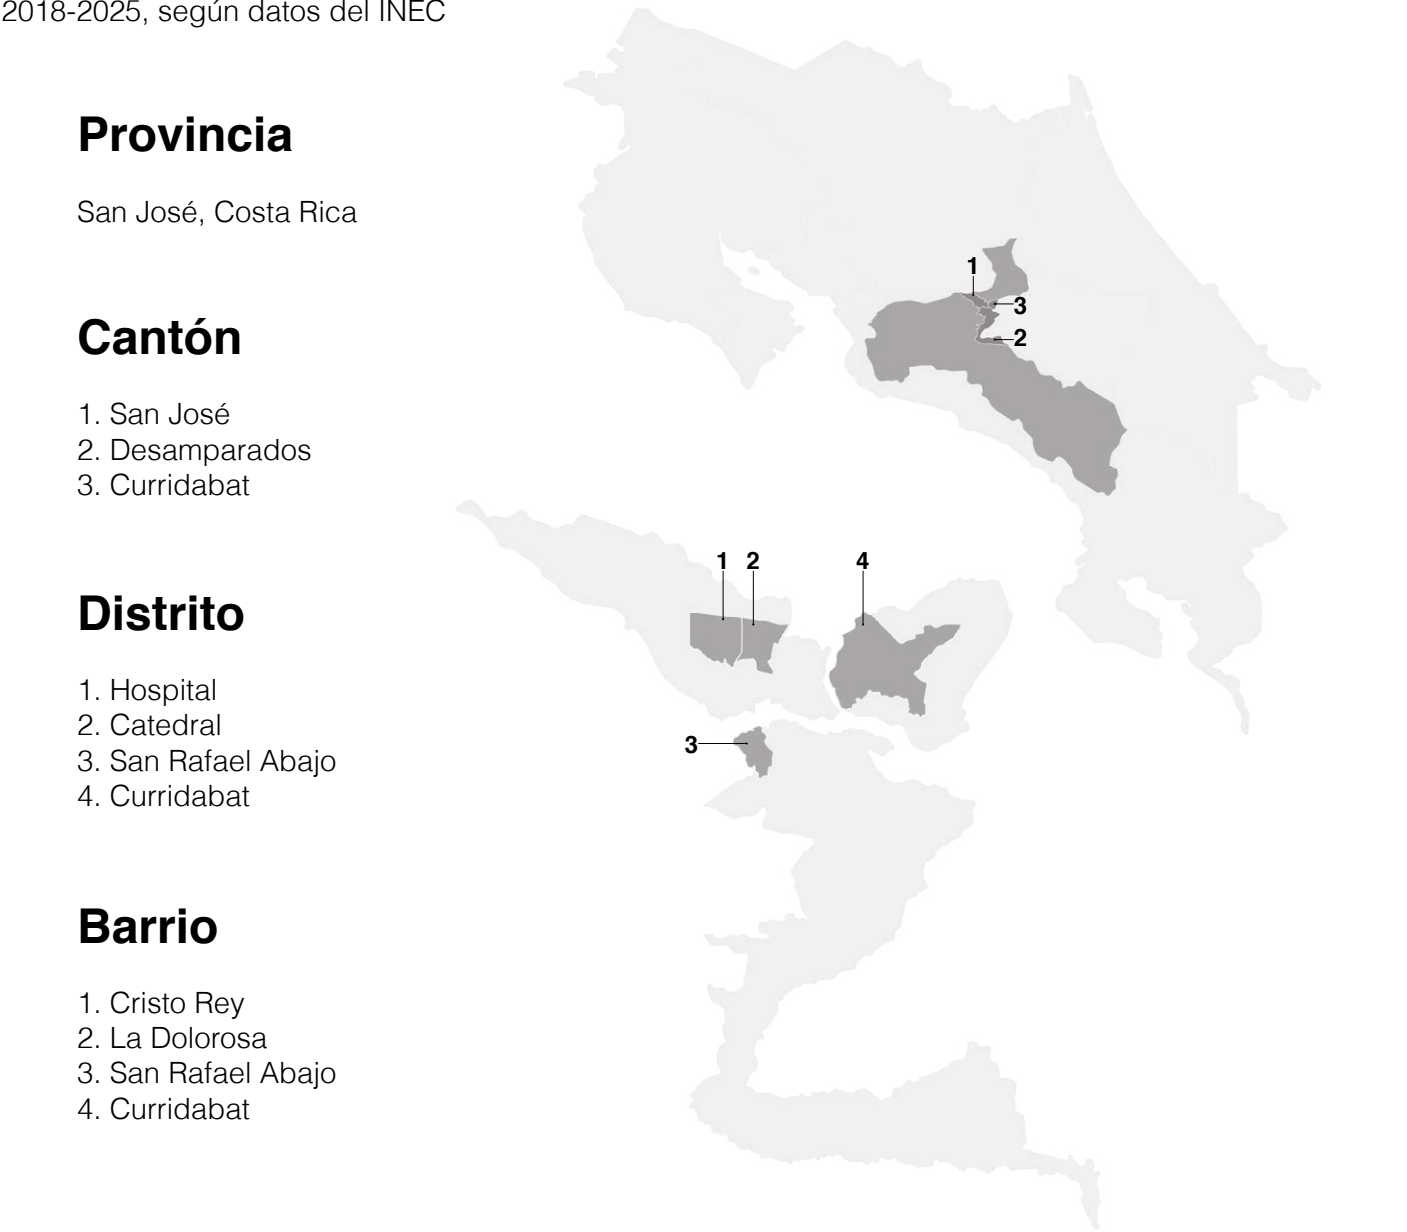 2018-2025, según datos del INEC
Provincia
San José, Costa Rica
Cantón
1. San José
2. Desamparados
3. Curridabat
Distrito
1. Hospital
2. Catedral
3. San Rafael Abajo
4. Curridabat
Barrio
1. Cristo Rey
2. La Dolorosa
3. San Rafael Abajo
4. Curridabat
1
3
2
1 2 4
3